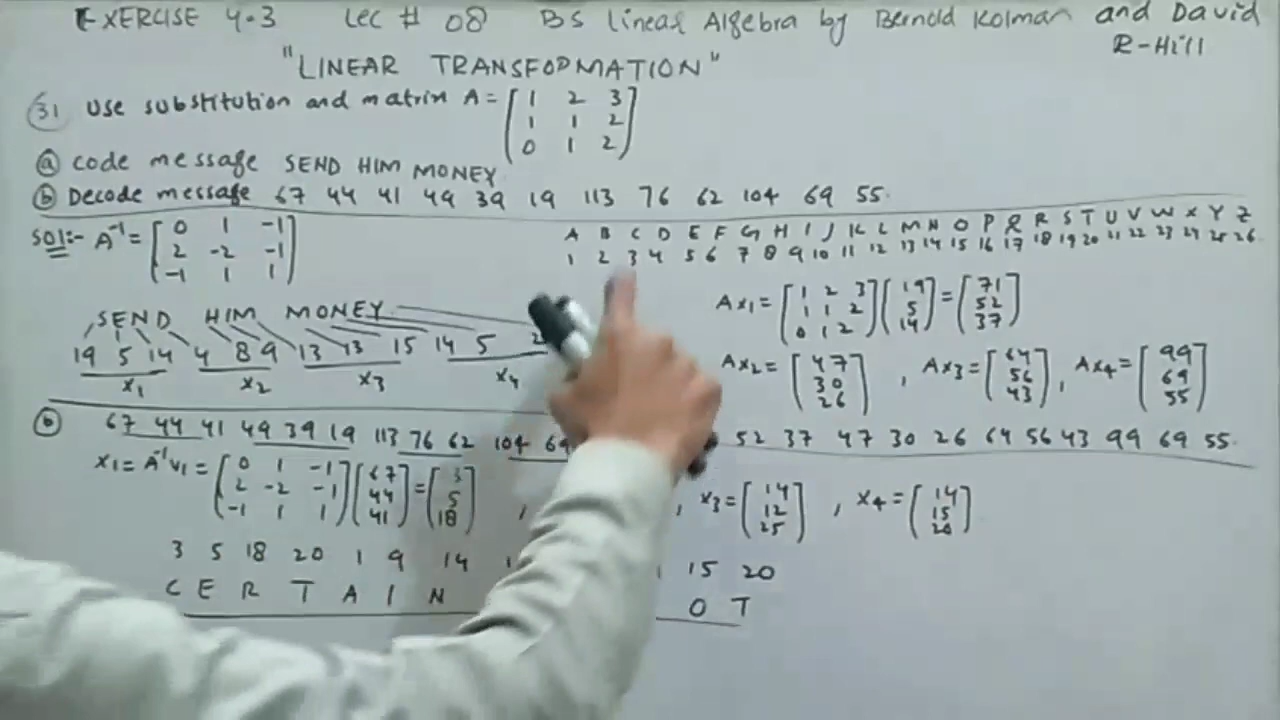 EXERCISE 4.3 Lec # 08 BS Linear Algebra by Bernold Kolman and David R-Hill
"LINEAR TRANSFORMATION"
31 Use substitution and matrix A = [1 2 3; 1 1 2; 0 1 2]
(a) code message SEND HIM MONEY.
(b) Decode message 67 44 41 49 39 19 113 76 62 104 69 55.
Sol:- A⁻¹ = [0 1 -1; 2 -2 -1; -1 1 1]
A B C D E F G H I J K L M N O P Q R S T U V W X Y Z
1 2 3 4 5 6 7 8 9 10 11 12 13 14 15 16 17 18 19 20 21 22 23 24 25 26
SEND HIM MONEY
19 5 14 4 8 9 13 13 15 14 5
x₁ x₂ x₃ x₄
Ax₁ = [1 2 3; 1 1 2; 0 1 2] [19; 5; 14] = [71; 52; 37]
Ax₂ = [47; 30; 26], Ax₃ = [64; 56; 43], Ax₄ = [99; 69; 55]
52 37 47 30 26 64 56 43 99 69 55.
(b) 67 44 41 49 39 19 113 76 62 104
x₁ = A⁻¹v₁ = [0 1 -1; 2 -2 -1; -1 1 1] [67; 44; 41] = [3; 5; 18], , x₃ = [14; 12; 25], x₄ = [14; 15; 20]
3 5 18 20 1 9 14 15 20
C E R T A I N O T